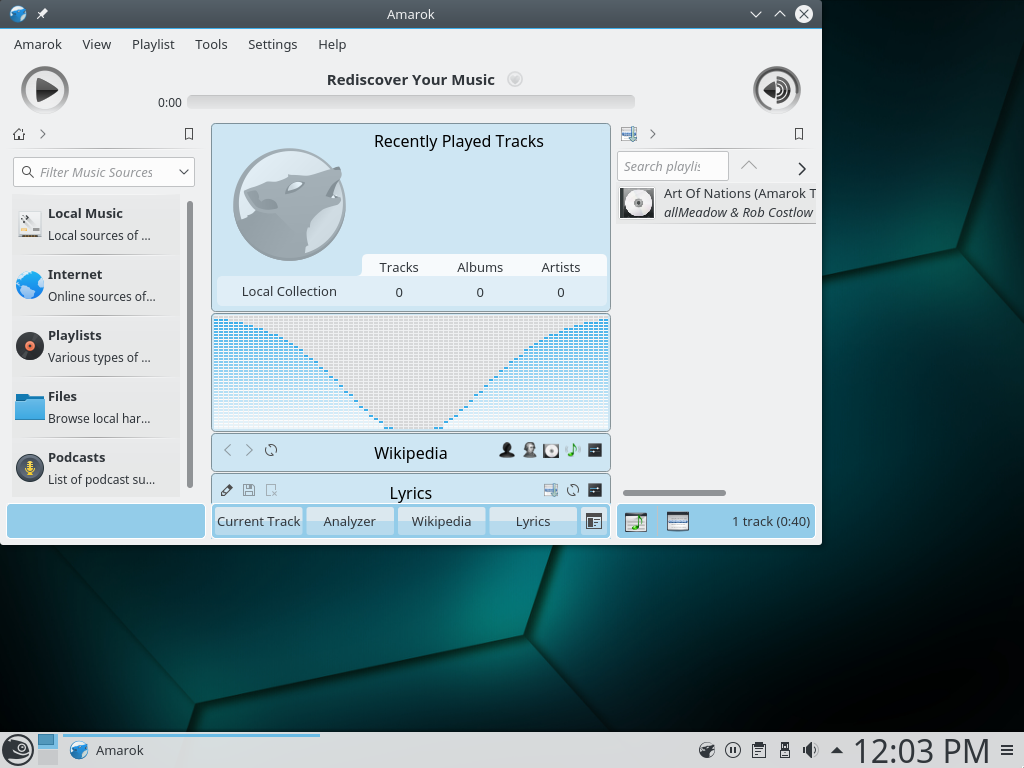 Amarok
Amarok View Playlist Tools Settings Help
Rediscover Your Music
0:00
Filter Music Sources
Local Music
Local sources of ...
Internet
Online sources of...
Playlists
Various types of ...
Files
Browse local har...
Podcasts
List of podcast su...
Recently Played Tracks
Tracks Albums Artists
Local Collection 0 0 0
Wikipedia
Lyrics
Current Track Analyzer Wikipedia Lyrics
Search playlis
Art Of Nations (Amarok T
allMeadow & Rob Costlow
1 track (0:40)
Amarok
12:03 PM